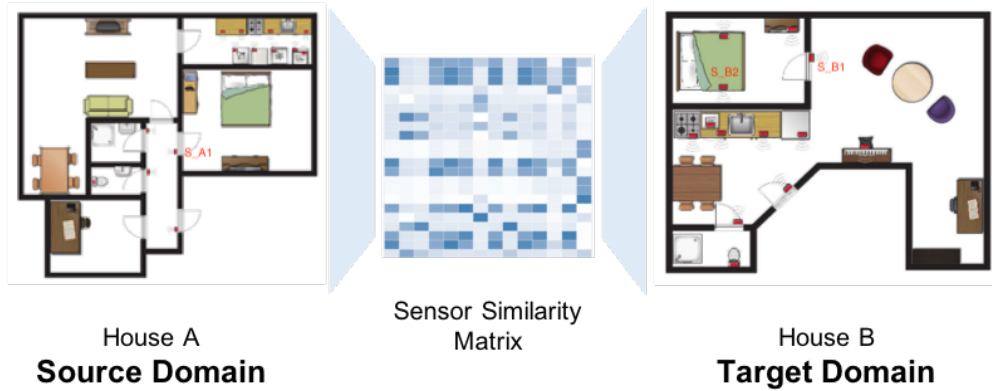 S_A1
S_B2
S_B1
Sensor Similarity
Matrix
House A
Source Domain
House B
Target Domain